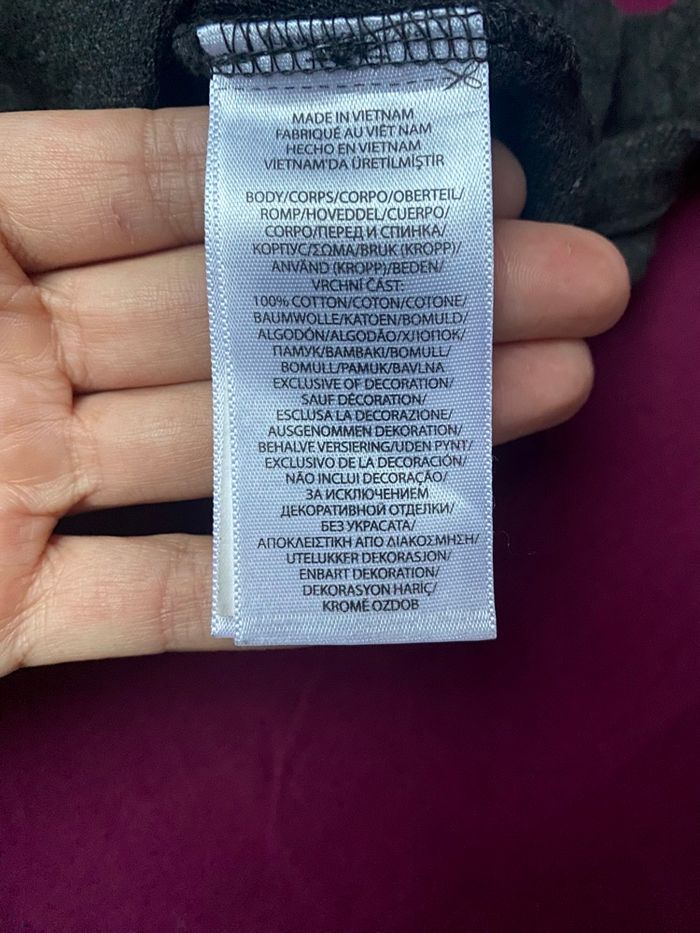 MADE IN VIETNAM
FABRIQUÉ AU VIÊT NAM
HECHO EN VIETNAM
VIETNAM'DA ÜRETİLMİŞTİR
BODY/CORPS/CORPO/OBERTEIL/
ROMP/HOVEDDEL/CUERPO/
CORPO/ПЕРЕД И СПИНКА/
КОРПУС/ΣΩΜΑ/BRUK (KROPP)/
ANVÄND (KROPP)/BEDEN/
VRCHNÍ ČÁST:
100% COTTON/COTON/COTONE/
BAUMWOLLE/KATOEN/BOMULD/
ALGODÓN/ALGODÃO/ХЛОПОК/
ПАМУК/ΒΑΜΒΑΚΙ/BOMULL/
BOMULL/PAMUK/BAVLNA
EXCLUSIVE OF DECORATION/
SAUF DÉCORATION/
ESCLUSA LA DECORAZIONE/
AUSGENOMMEN DEKORATION/
BEHALVE VERSIERING/UDEN PYNT/
EXCLUSIVO DE LA DECORACIÓN/
NÃO INCLUI DECORAÇÃO/
ЗА ИСКЛЮЧЕНИЕМ
ДЕКОРАТИВНОЙ ОТДЕЛКИ/
БЕЗ УКРАСАТА/
ΑΠΟΚΛΕΙΣΤΙΚΗ ΑΠΟ ΔΙΑΚΟΣΜΗΣΗ/
UTELUKKER DEKORASJON/
ENBART DEKORATION/
DEKORASYON HARİÇ/
KROMĚ OZDOB